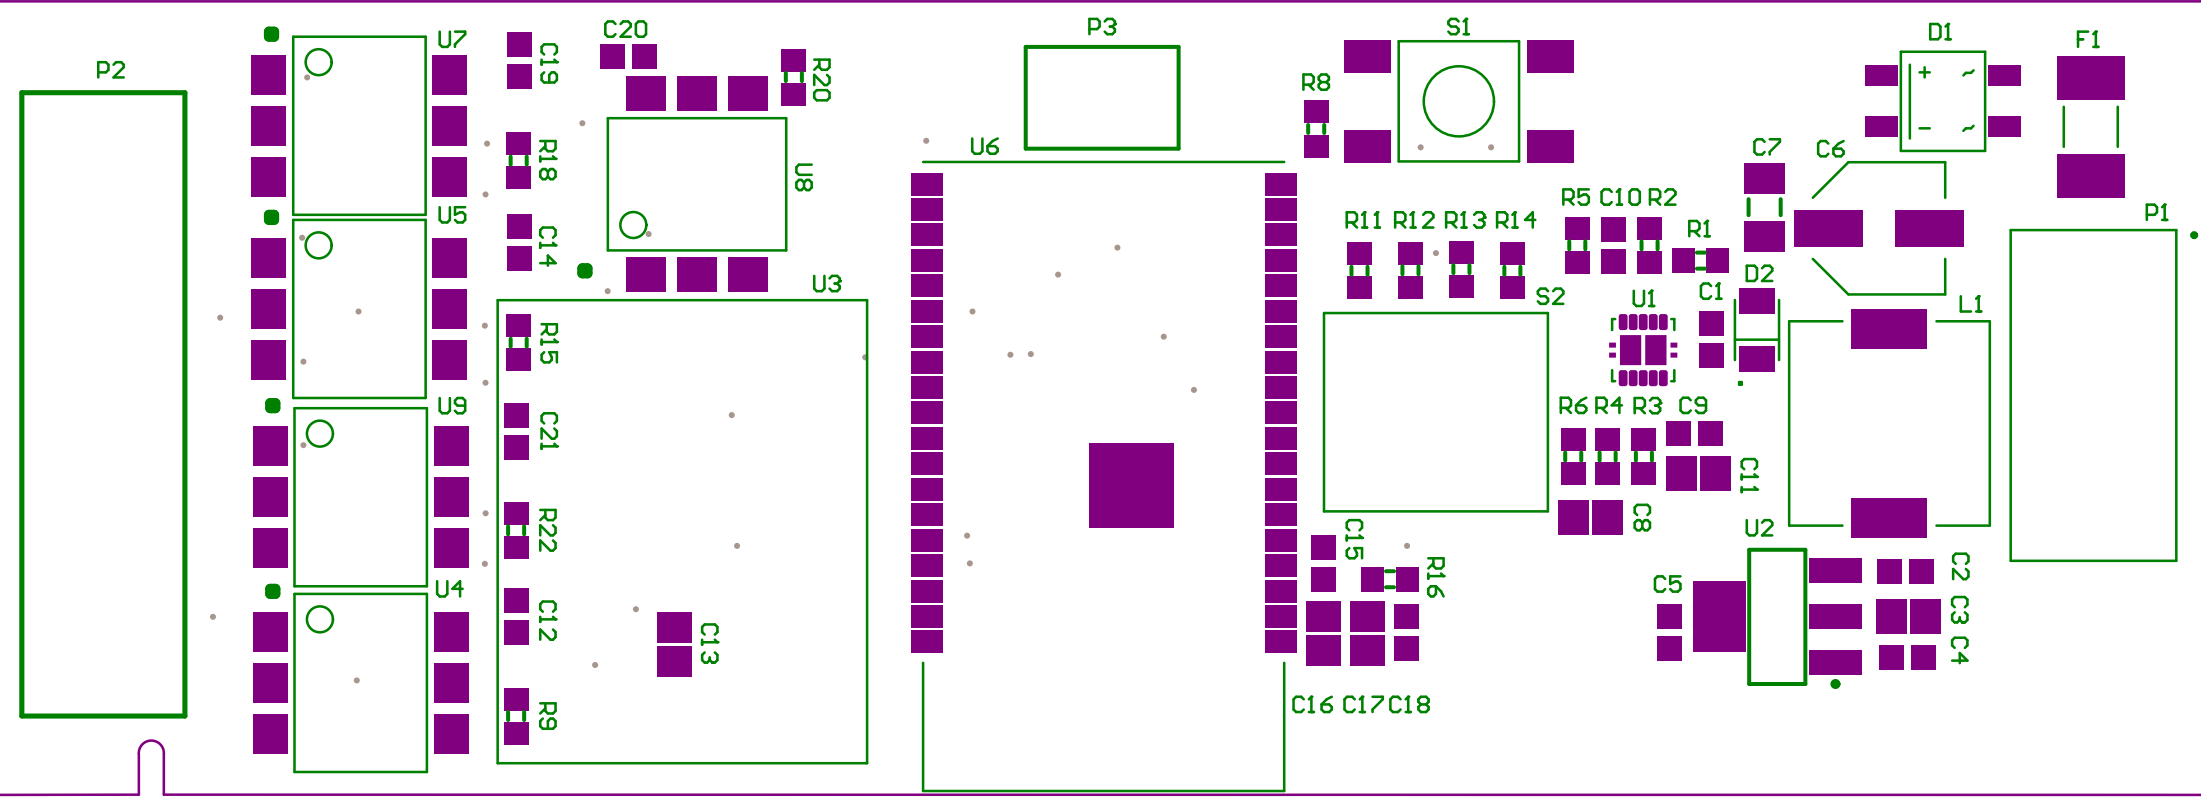 P2
U7
C19
C20
R20
P3
S1
D1
F1
R8
+ ~
- ~
U6
R18
U8
C7
C6
U5
C14
R11 R12 R13 R14
R5 C10 R2
R1
P1
D2
U3
S2
U1
C1
L1
R15
U9
C21
R6 R4 R3
C9
C11
R22
C8
C15
U2
U4
C12
R16
C5
C2
C3
C13
C4
R9
C16 C17 C18